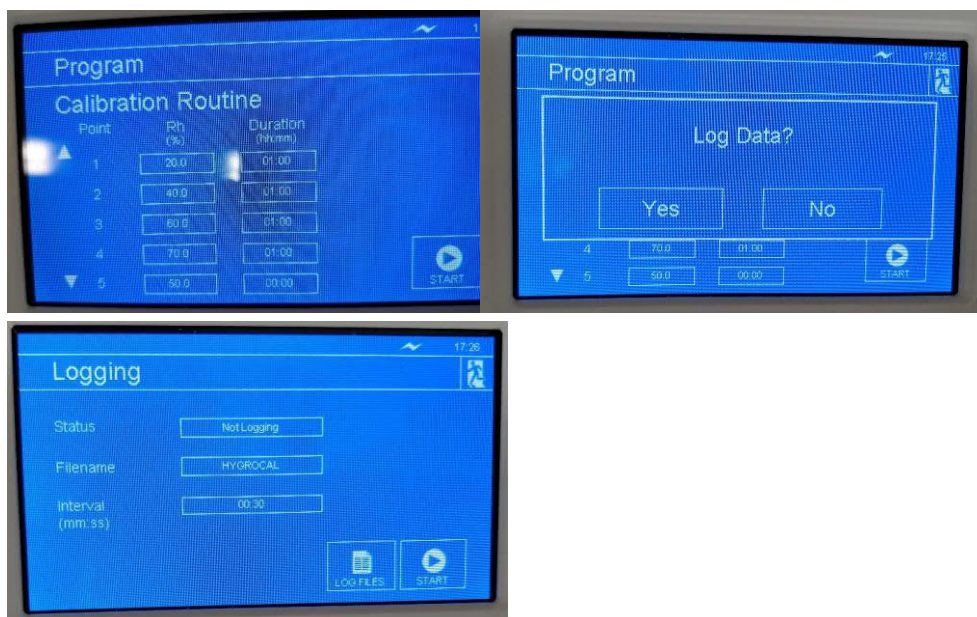 Program
Calibration Routine
Point Rh (%) Duration (hh:mm)
1 20.0 01:00
2 40.0 01:00
3 60.0 01:00
4 70.0 01:00
5 50.0 00:00
START
17:25
Program
Log Data?
Yes No
4 70.0 01:00
5 50.0 00:00
START
17:26
Logging
Status Not Logging
Filename HYGROCAL
Interval (mm:ss) 00:30
LOG FILES START